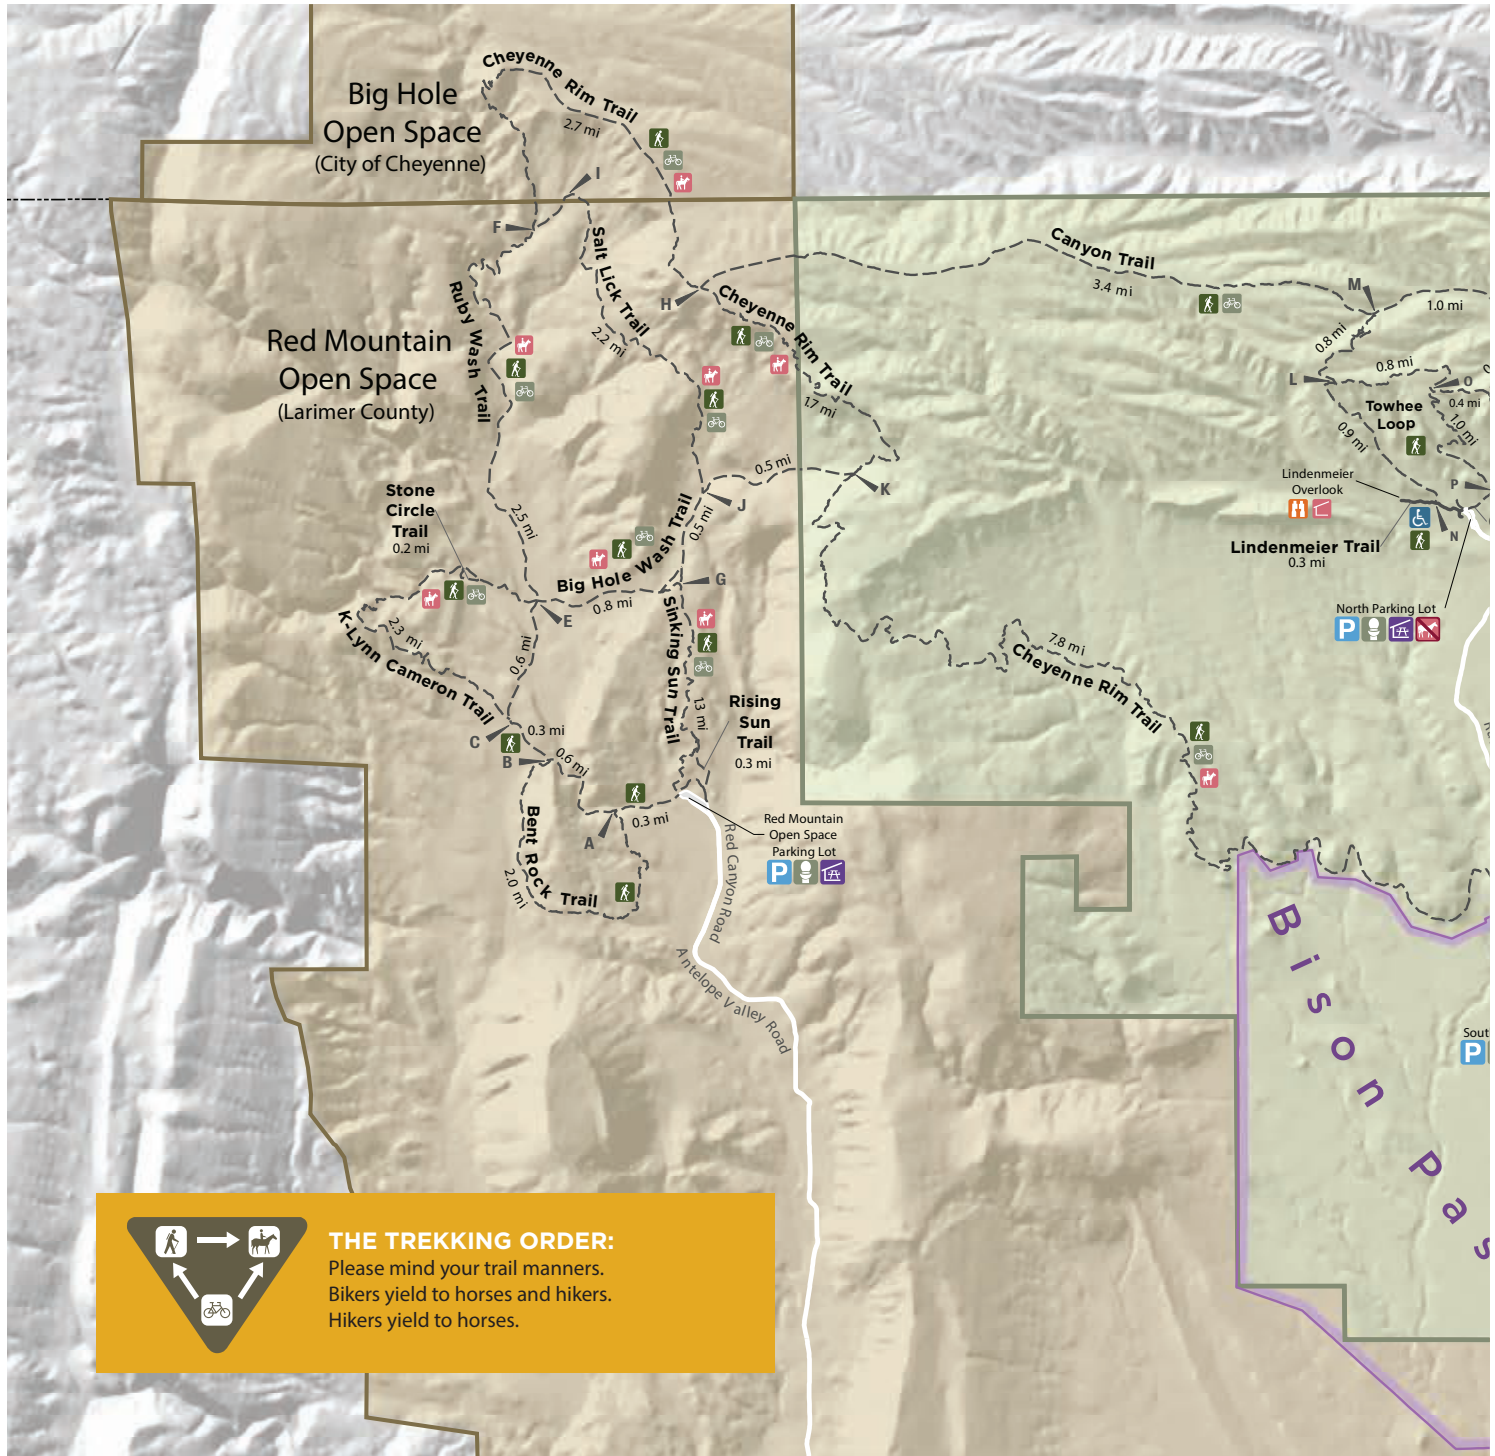 Cheyenne Rim Trail
2.7 mi
Big Hole
Open Space
(City of Cheyenne)
I
F
Salt Lick Trail
2.2 mi
H
Canyon Trail
3.4 mi
M
1.0 mi
0.8 mi
Cheyenne Rim Trail
1.7 mi
Ruby Wash Trail
2.5 mi
Red Mountain
Open Space
(Larimer County)
L
0.8 mi
O
0.4 mi
Towhee
Loop
1.0 mi
0.9 mi
0.5 mi
K
J
0.5 mi
Lindenmeier
Overlook
P
N
Lindenmeier Trail
0.3 mi
Stone
Circle
Trail
0.2 mi
Big Hole Wash Trail
0.8 mi
G
E
K-Lynn Cameron Trail
2.3 mi
0.6 mi
Sinking Sun Trail
1.3 mi
North Parking Lot
P
7.8 mi
Cheyenne Rim Trail
Rising
Sun
Trail
0.3 mi
C
0.3 mi
B
0.6 mi
A
0.3 mi
Bent Rock Trail
2.0 mi
Red Mountain
Open Space
Parking Lot
P
Red Canyon Road
Antelope Valley Road
Bison Pas
Sout
P
THE TREKKING ORDER:
Please mind your trail manners.
Bikers yield to horses and hikers.
Hikers yield to horses.